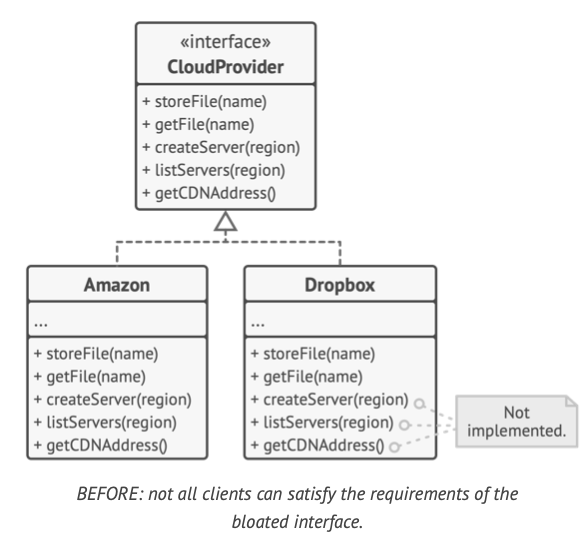 «interface»
CloudProvider
+ storeFile(name)
+ getFile(name)
+ createServer(region)
+ listServers(region)
+ getCDNAddress()
Amazon
...
+ storeFile(name)
+ getFile(name)
+ createServer(region)
+ listServers(region)
+ getCDNAddress()
Dropbox
...
+ storeFile(name)
+ getFile(name)
+ createServer(region)
+ listServers(region)
+ getCDNAddress()
Not
implemented.
BEFORE: not all clients can satisfy the requirements of the
bloated interface.